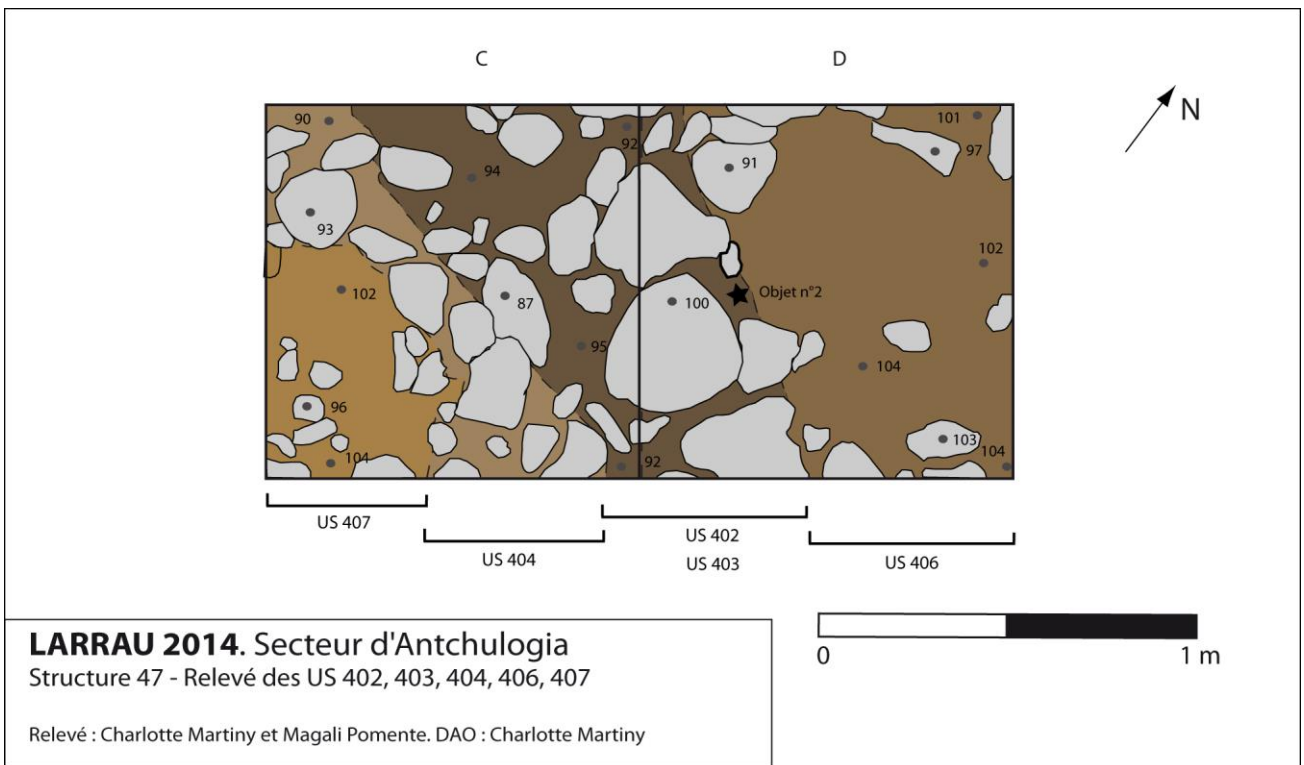 C D
N
90
92
101
97
94
91
93
102
102
87
100
Objet n°2
95
104
96
103
104
92
104
US 407
US 404
US 402
US 403
US 406
LARRAU 2014. Secteur d'Antchulogia
Structure 47 - Relevé des US 402, 403, 404, 406, 407
Relevé : Charlotte Martiny et Magali Pomente. DAO : Charlotte Martiny
0 1 m